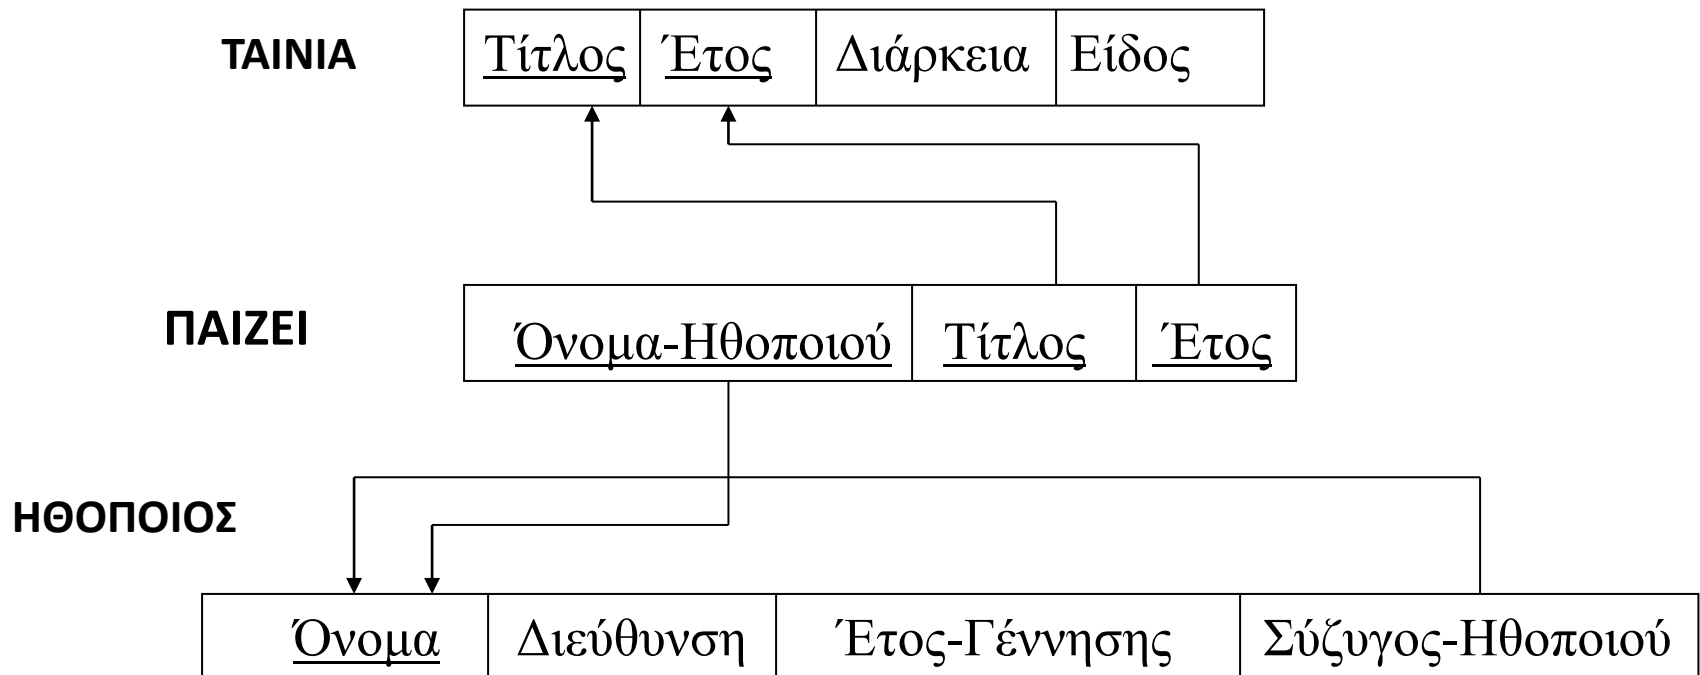 ΤΑΙΝΙΑ Τίτλος Έτος Διάρκεια Είδος
ΠΑΙΖΕΙ Όνομα-Ηθοποιού Τίτλος Έτος
ΗΘΟΠΟΙΟΣ
Όνομα Διεύθυνση Έτος-Γέννησης Σύζυγος-Ηθοποιού